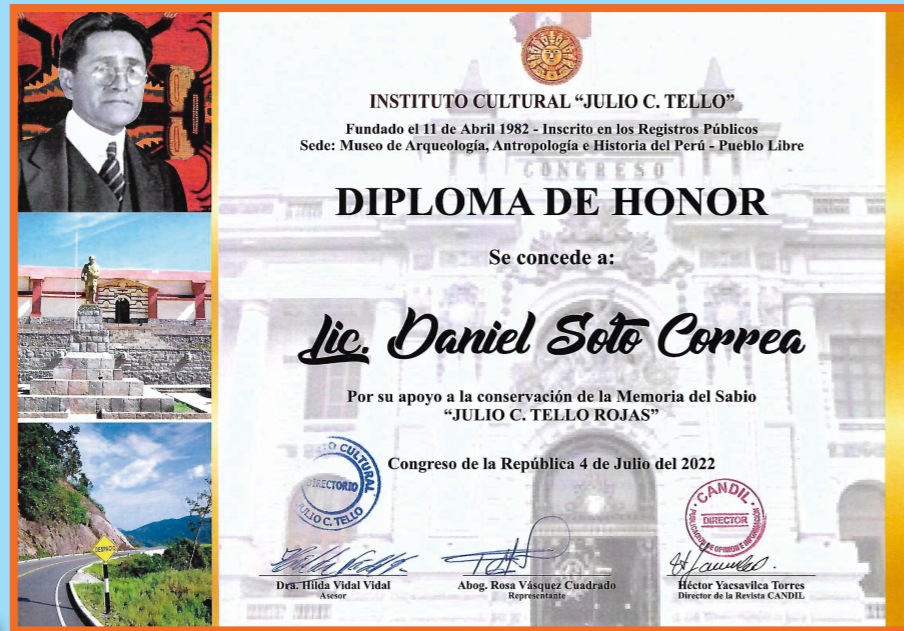 INSTITUTO CULTURAL “JULIO C. TELLO”
Fundado el 11 de Abril 1982 - Inscrito en los Registros Públicos
Sede: Museo de Arqueología, Antropología e Historia del Perú - Pueblo Libre
CONGRESO
DIPLOMA DE HONOR
Se concede a:
Lic. Daniel Soto Correa
Por su apoyo a la conservación de la Memoria del Sabio
“JULIO C. TELLO ROJAS”
Congreso de la República 4 de Julio del 2022
CULTURAL
DIRECTORIO
JULIO C. TELLO
CANDIL
DIRECTOR
DE OPINION E INFORMACIÓN
DESPACIO
Dra. Hilda Vidal Vidal
Asesor
Abog. Rosa Vásquez Cuadrado
Representante
Héctor Yacsavilca Torres
Director de la Revista CANDIL